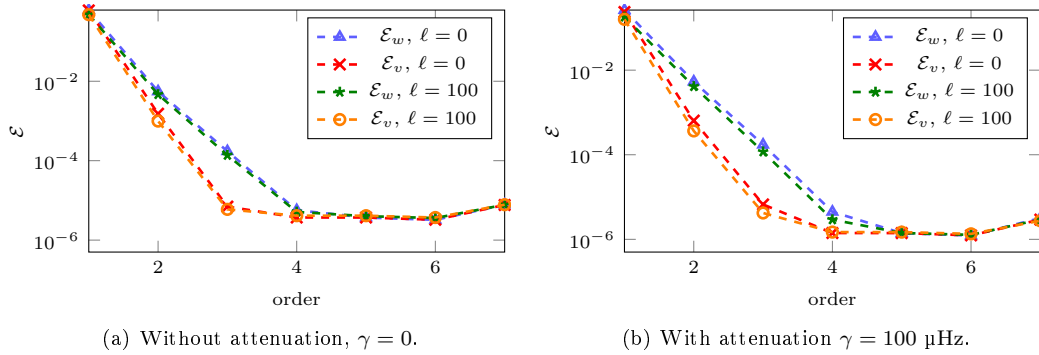 ℰ_w, ℓ = 0
ℰ_v, ℓ = 0
ℰ_w, ℓ = 100
ℰ_v, ℓ = 100
10^−2
10^−4
10^−6
ℰ
2
4
6
order
(a) Without attenuation, γ = 0.
ℰ_w, ℓ = 0
ℰ_v, ℓ = 0
ℰ_w, ℓ = 100
ℰ_v, ℓ = 100
10^−2
10^−4
10^−6
ℰ
2
4
6
order
(b) With attenuation γ = 100 µHz.